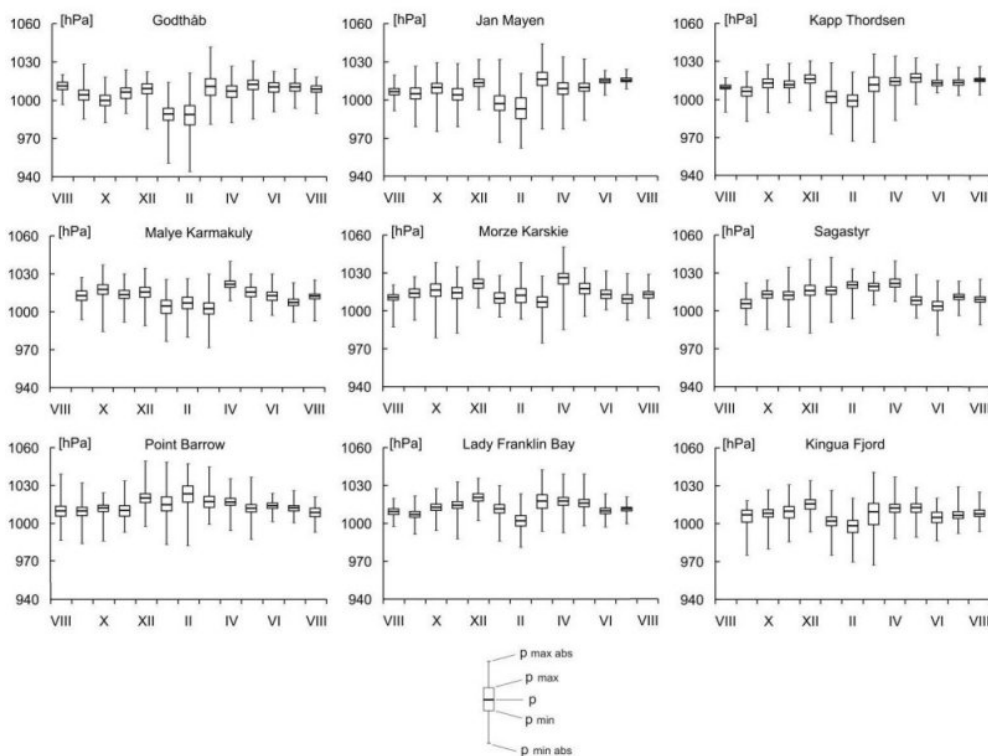 [hPa] Godthåb
1060
1030
1000
970
940
VIII X XII II IV VI VIII
[hPa] Jan Mayen
1060
1030
1000
970
940
VIII X XII II IV VI VIII
[hPa] Kapp Thordsen
1060
1030
1000
970
940
VIII X XII II IV VI VIII
[hPa] Malye Karmakuly
1060
1030
1000
970
940
VIII X XII II IV VI VIII
[hPa] Morze Karskie
1060
1030
1000
970
940
VIII X XII II IV VI VIII
[hPa] Sagastyr
1060
1030
1000
970
940
VIII X XII II IV VI VIII
[hPa] Point Barrow
1060
1030
1000
970
940
VIII X XII II IV VI VIII
[hPa] Lady Franklin Bay
1060
1030
1000
970
940
VIII X XII II IV VI VIII
[hPa] Kingua Fjord
1060
1030
1000
970
940
VIII X XII II IV VI VIII
p max abs
p max
p
p min
p min abs